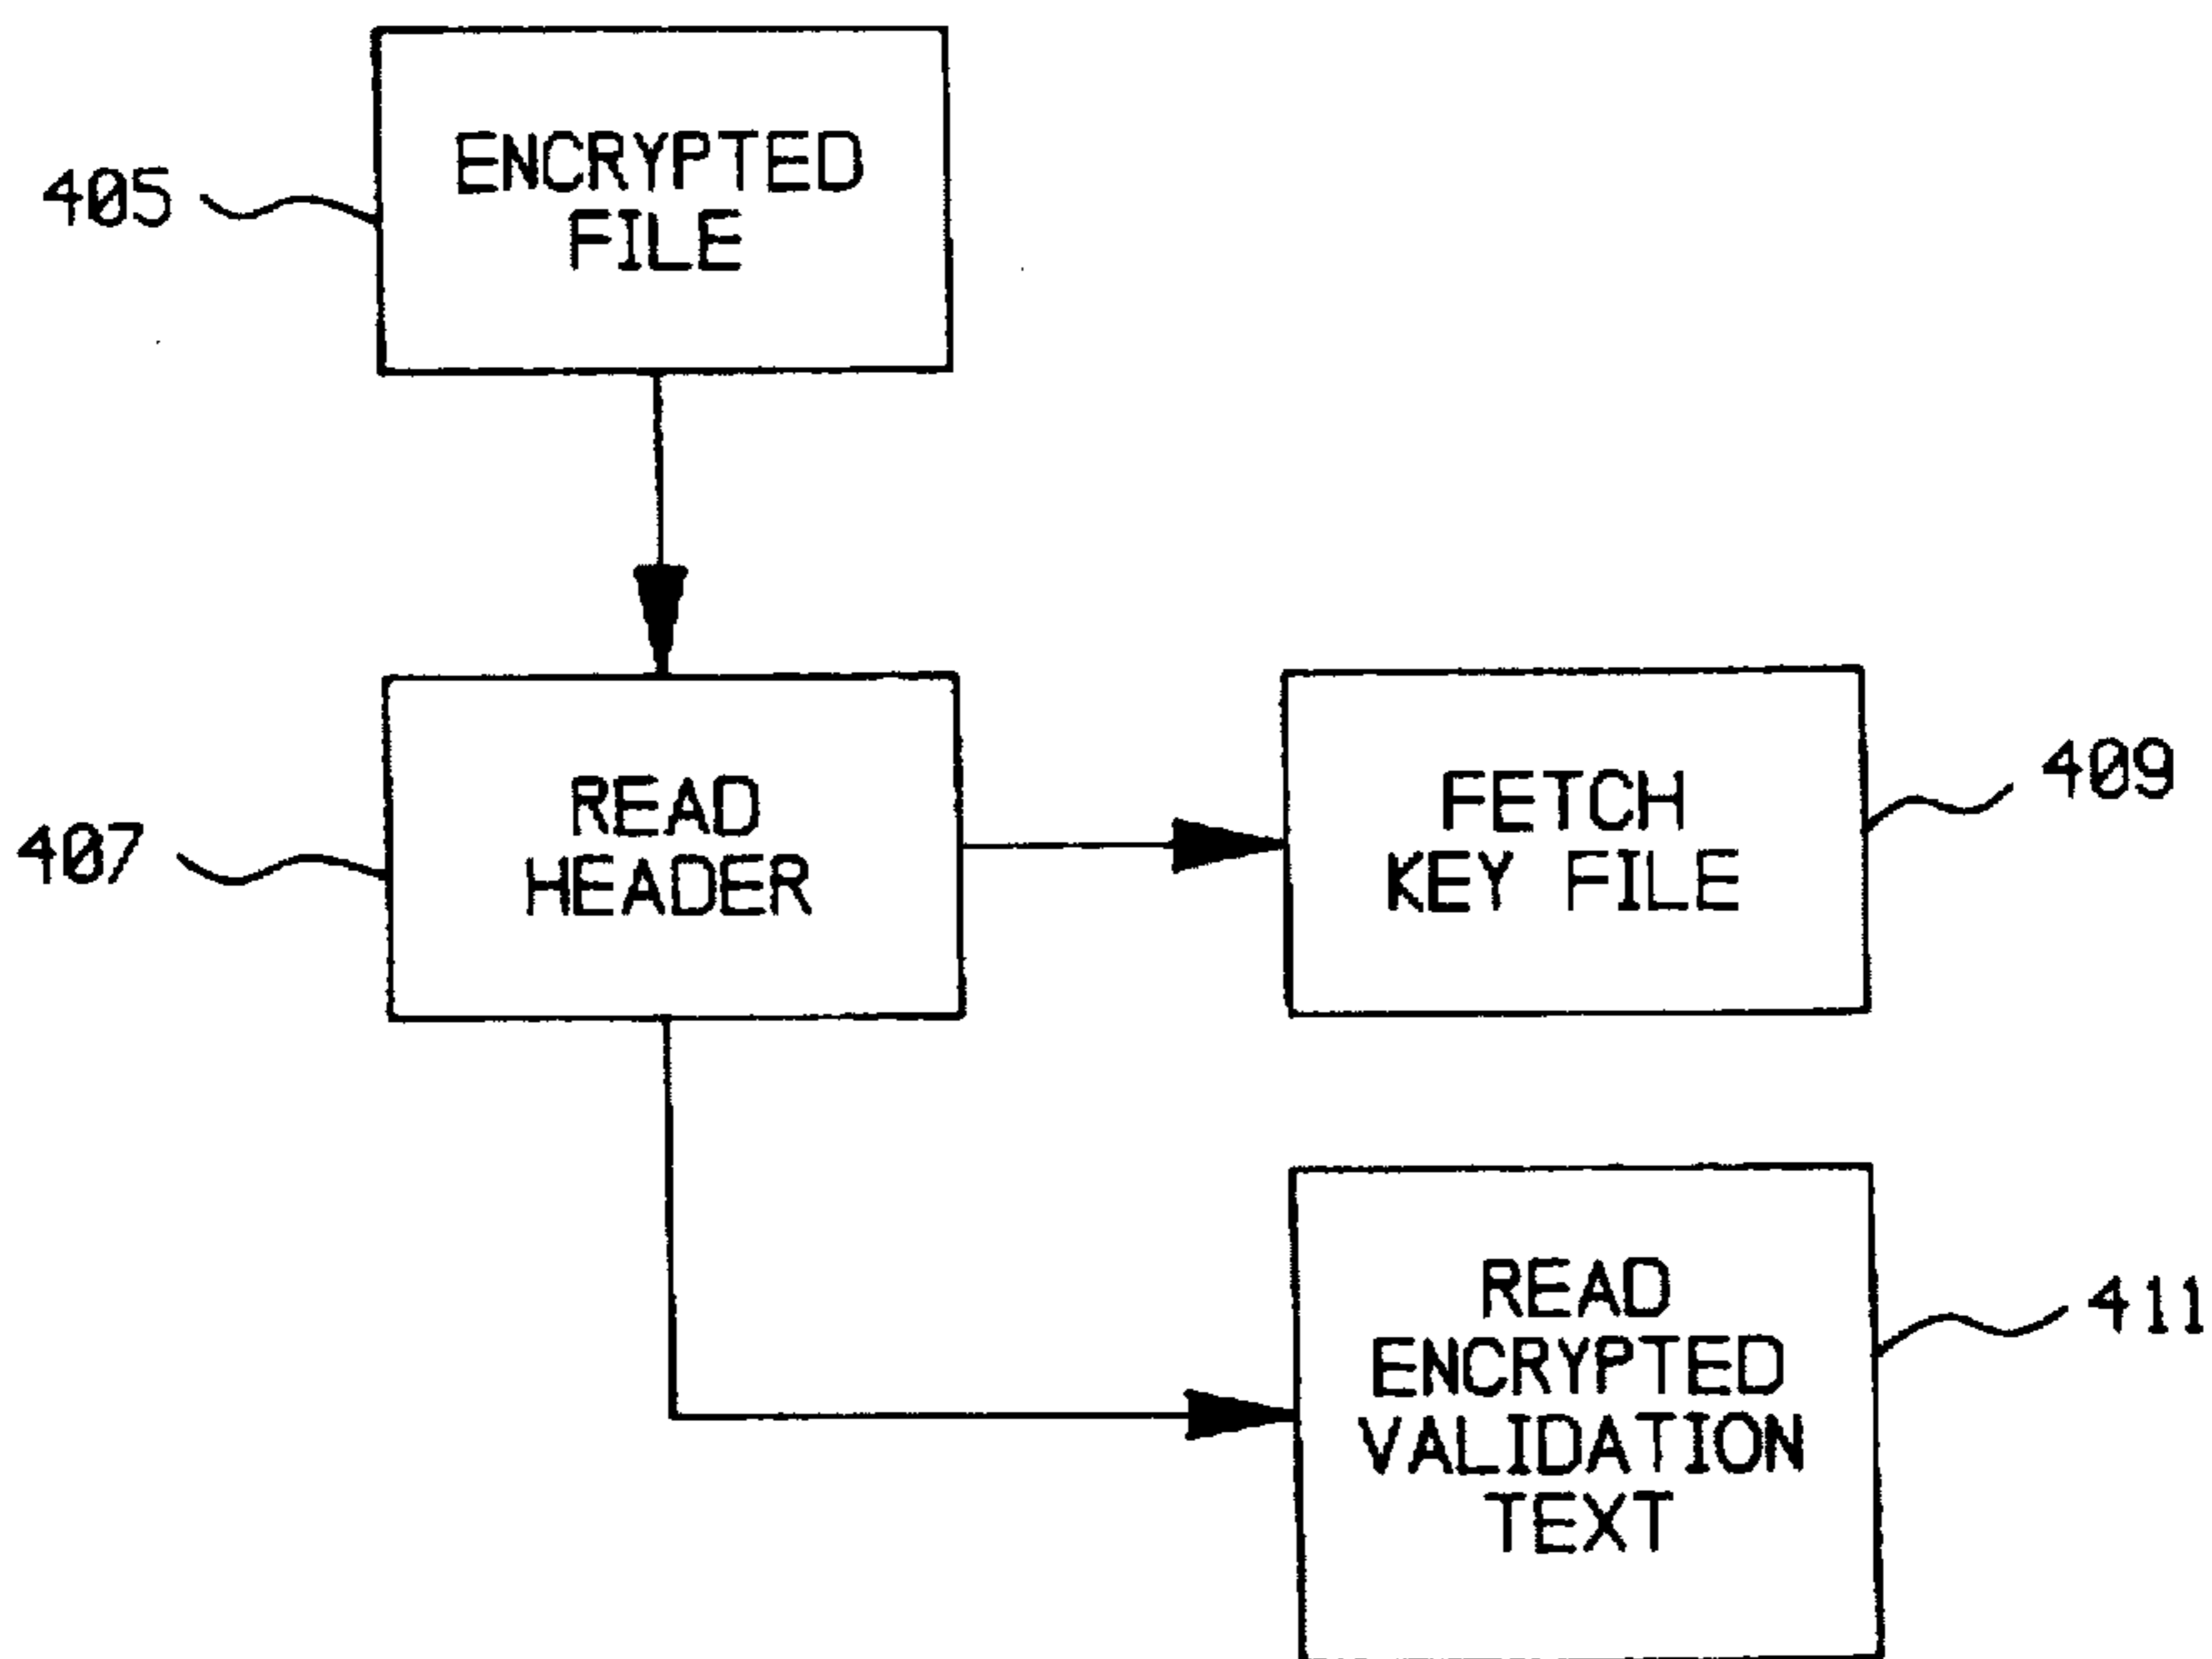 405
ENCRYPTED
FILE
407
READ
HEADER
FETCH
KEY FILE
409
READ
ENCRYPTED
VALIDATION
TEXT
411